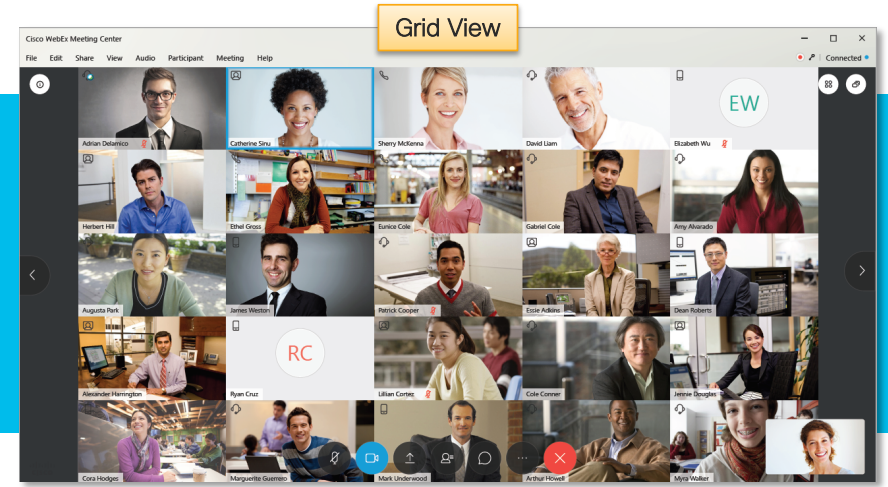 Grid View
Cisco WebEx Meeting Center
File Edit Share View Audio Participant Meeting Help
Connected
EW
Adrian Delamico
Catherine Sinu
Sherry McKenna
David Liam
Elizabeth Wu
Herbert Hill
Ethel Gross
Eunice Cole
Gabriel Cole
Amy Alvarado
Augusta Park
James Weston
Patrick Cooper
Essie Adkins
Dean Roberts
RC
Alexander Harrington
Ryan Cruz
Lillian Cortez
Cole Conner
Jennie Douglas
Cora Hodges
Marguerite Guerrero
Mark Underwood
Arthur Howell
Myra Walker